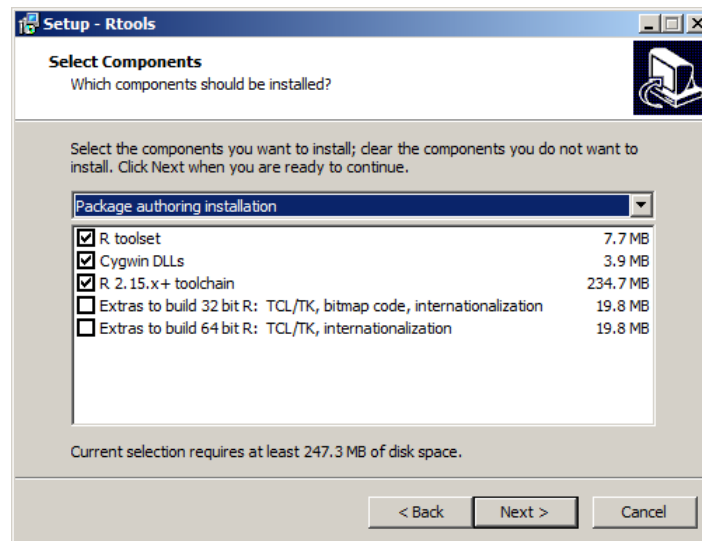 Setup - Rtools
Select Components
Which components should be installed?
Select the components you want to install; clear the components you do not want to
install. Click Next when you are ready to continue.
Package authoring installation
R toolset 7.7 MB
Cygwin DLLs 3.9 MB
R 2.15.x+ toolchain 234.7 MB
Extras to build 32 bit R: TCL/TK, bitmap code, internationalization 19.8 MB
Extras to build 64 bit R: TCL/TK, internationalization 19.8 MB
Current selection requires at least 247.3 MB of disk space.
< Back Next > Cancel